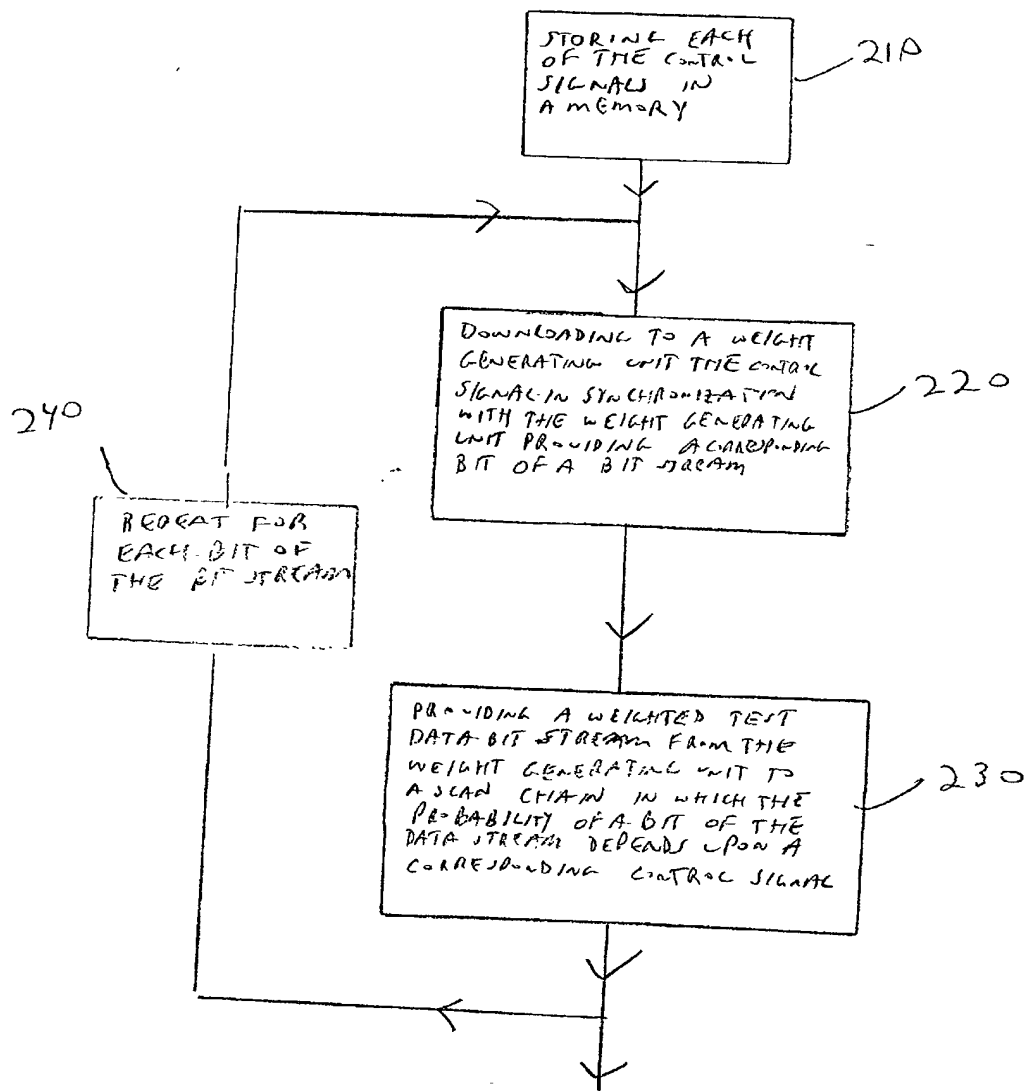 STORING EACH
OF THE CONTROL
SIGNALS IN
A MEMORY
210
DOWNLOADING TO A WEIGHT
GENERATING UNIT THE CONTROL
SIGNAL IN SYNCHRONIZATION
WITH THE WEIGHT GENERATING
UNIT PROVIDING A CORRESPONDING
BIT OF A BIT STREAM
220
240
REPEAT FOR
EACH BIT OF
THE BIT STREAM
PROVIDING A WEIGHTED TEST
DATA BIT STREAM FROM THE
WEIGHT GENERATING UNIT TO
A SCAN CHAIN IN WHICH THE
PROBABILITY OF A BIT OF THE
DATA STREAM DEPENDS UPON A
CORRESPONDING CONTROL SIGNAL
230